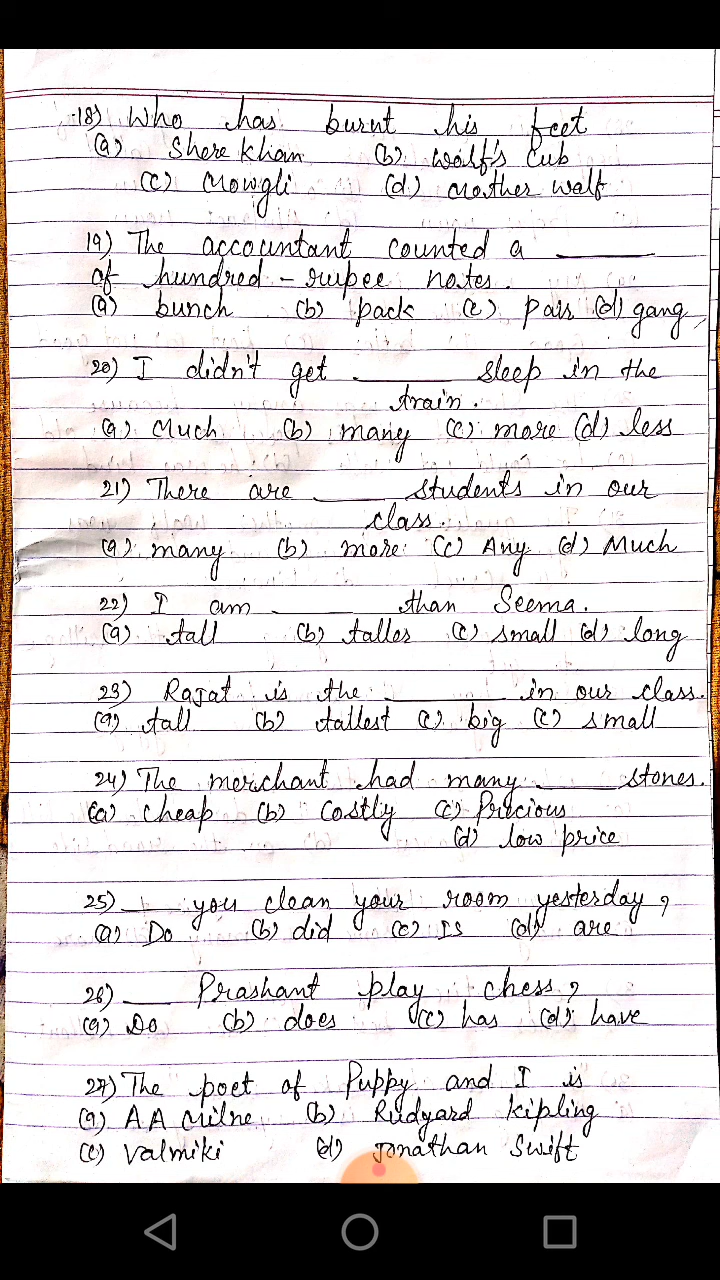 18) Who has burnt his feet
(a) Shere Khan (b) wolf's Cub
(c) Mowgli (d) Mother wolf
19) The accountant counted a ______
of hundred-rupee notes.
(a) bunch (b) pack (c) pair (d) gang
20) I didn't get ______ sleep in the
train.
(a) Much (b) many (c) more (d) less
21) There are ______ students in our
class.
(a) many (b) more (c) Any (d) Much
22) I am ______ than Seema.
(a) tall (b) taller (c) small (d) long
23) Rajat is the ______ in our class.
(a) tall (b) tallest (c) big (c) small
24) The merchant had many ______ stones.
(a) cheap (b) costly (c) Precious
(d) low price
25) ___ you clean your room yesterday?
(a) Do (b) did (c) Is (d) are
26) ___ Prashant play chess?
(a) Do (b) does (c) has (d) have
27) The poet of Puppy and I is
(a) A A Milne (b) Rudyard kipling
(c) Valmiki (d) Jonathan Swift